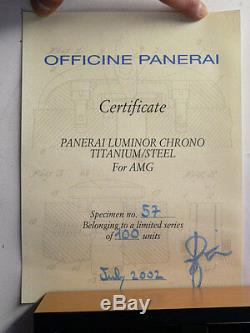 OFFICINE PANERAI
Certificate
PANERAI LUMINOR CHRONO
TITANIUM/STEEL
For AMG
Specimen no. 57
Belonging to a limited series
of 100 units
July 2002